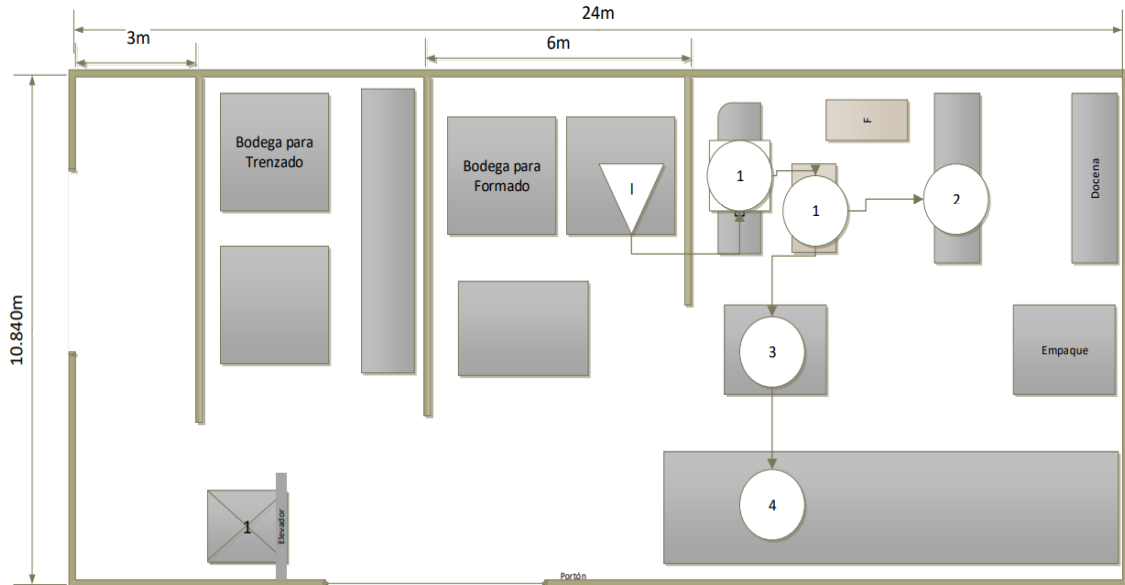 24m
3m
6m
10.840m
Bodega para
Trenzado
Bodega para
Formado
I
1
1
F
2
Docena
3
Empaque
4
1
Elevador
Portón